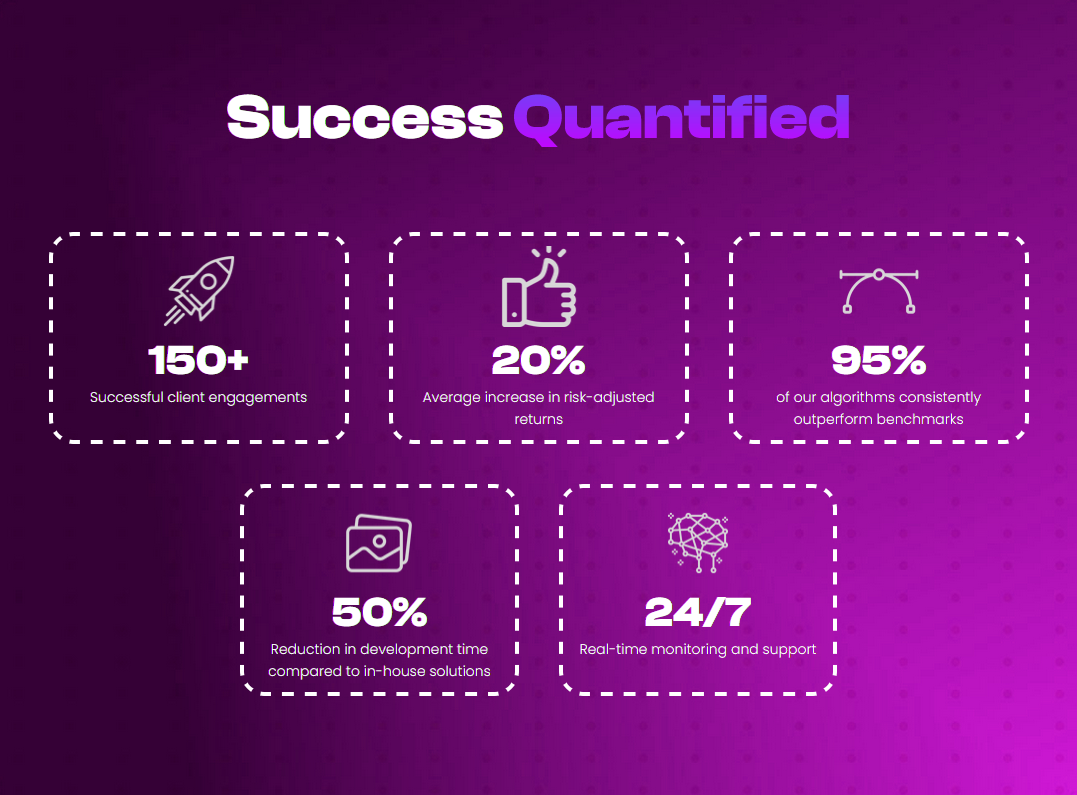 Success Quantified
150+
Successful client engagements
20%
Average increase in risk-adjusted
returns
95%
of our algorithms consistently
outperform benchmarks
50%
Reduction in development time
compared to in-house solutions
24/7
Real-time monitoring and support